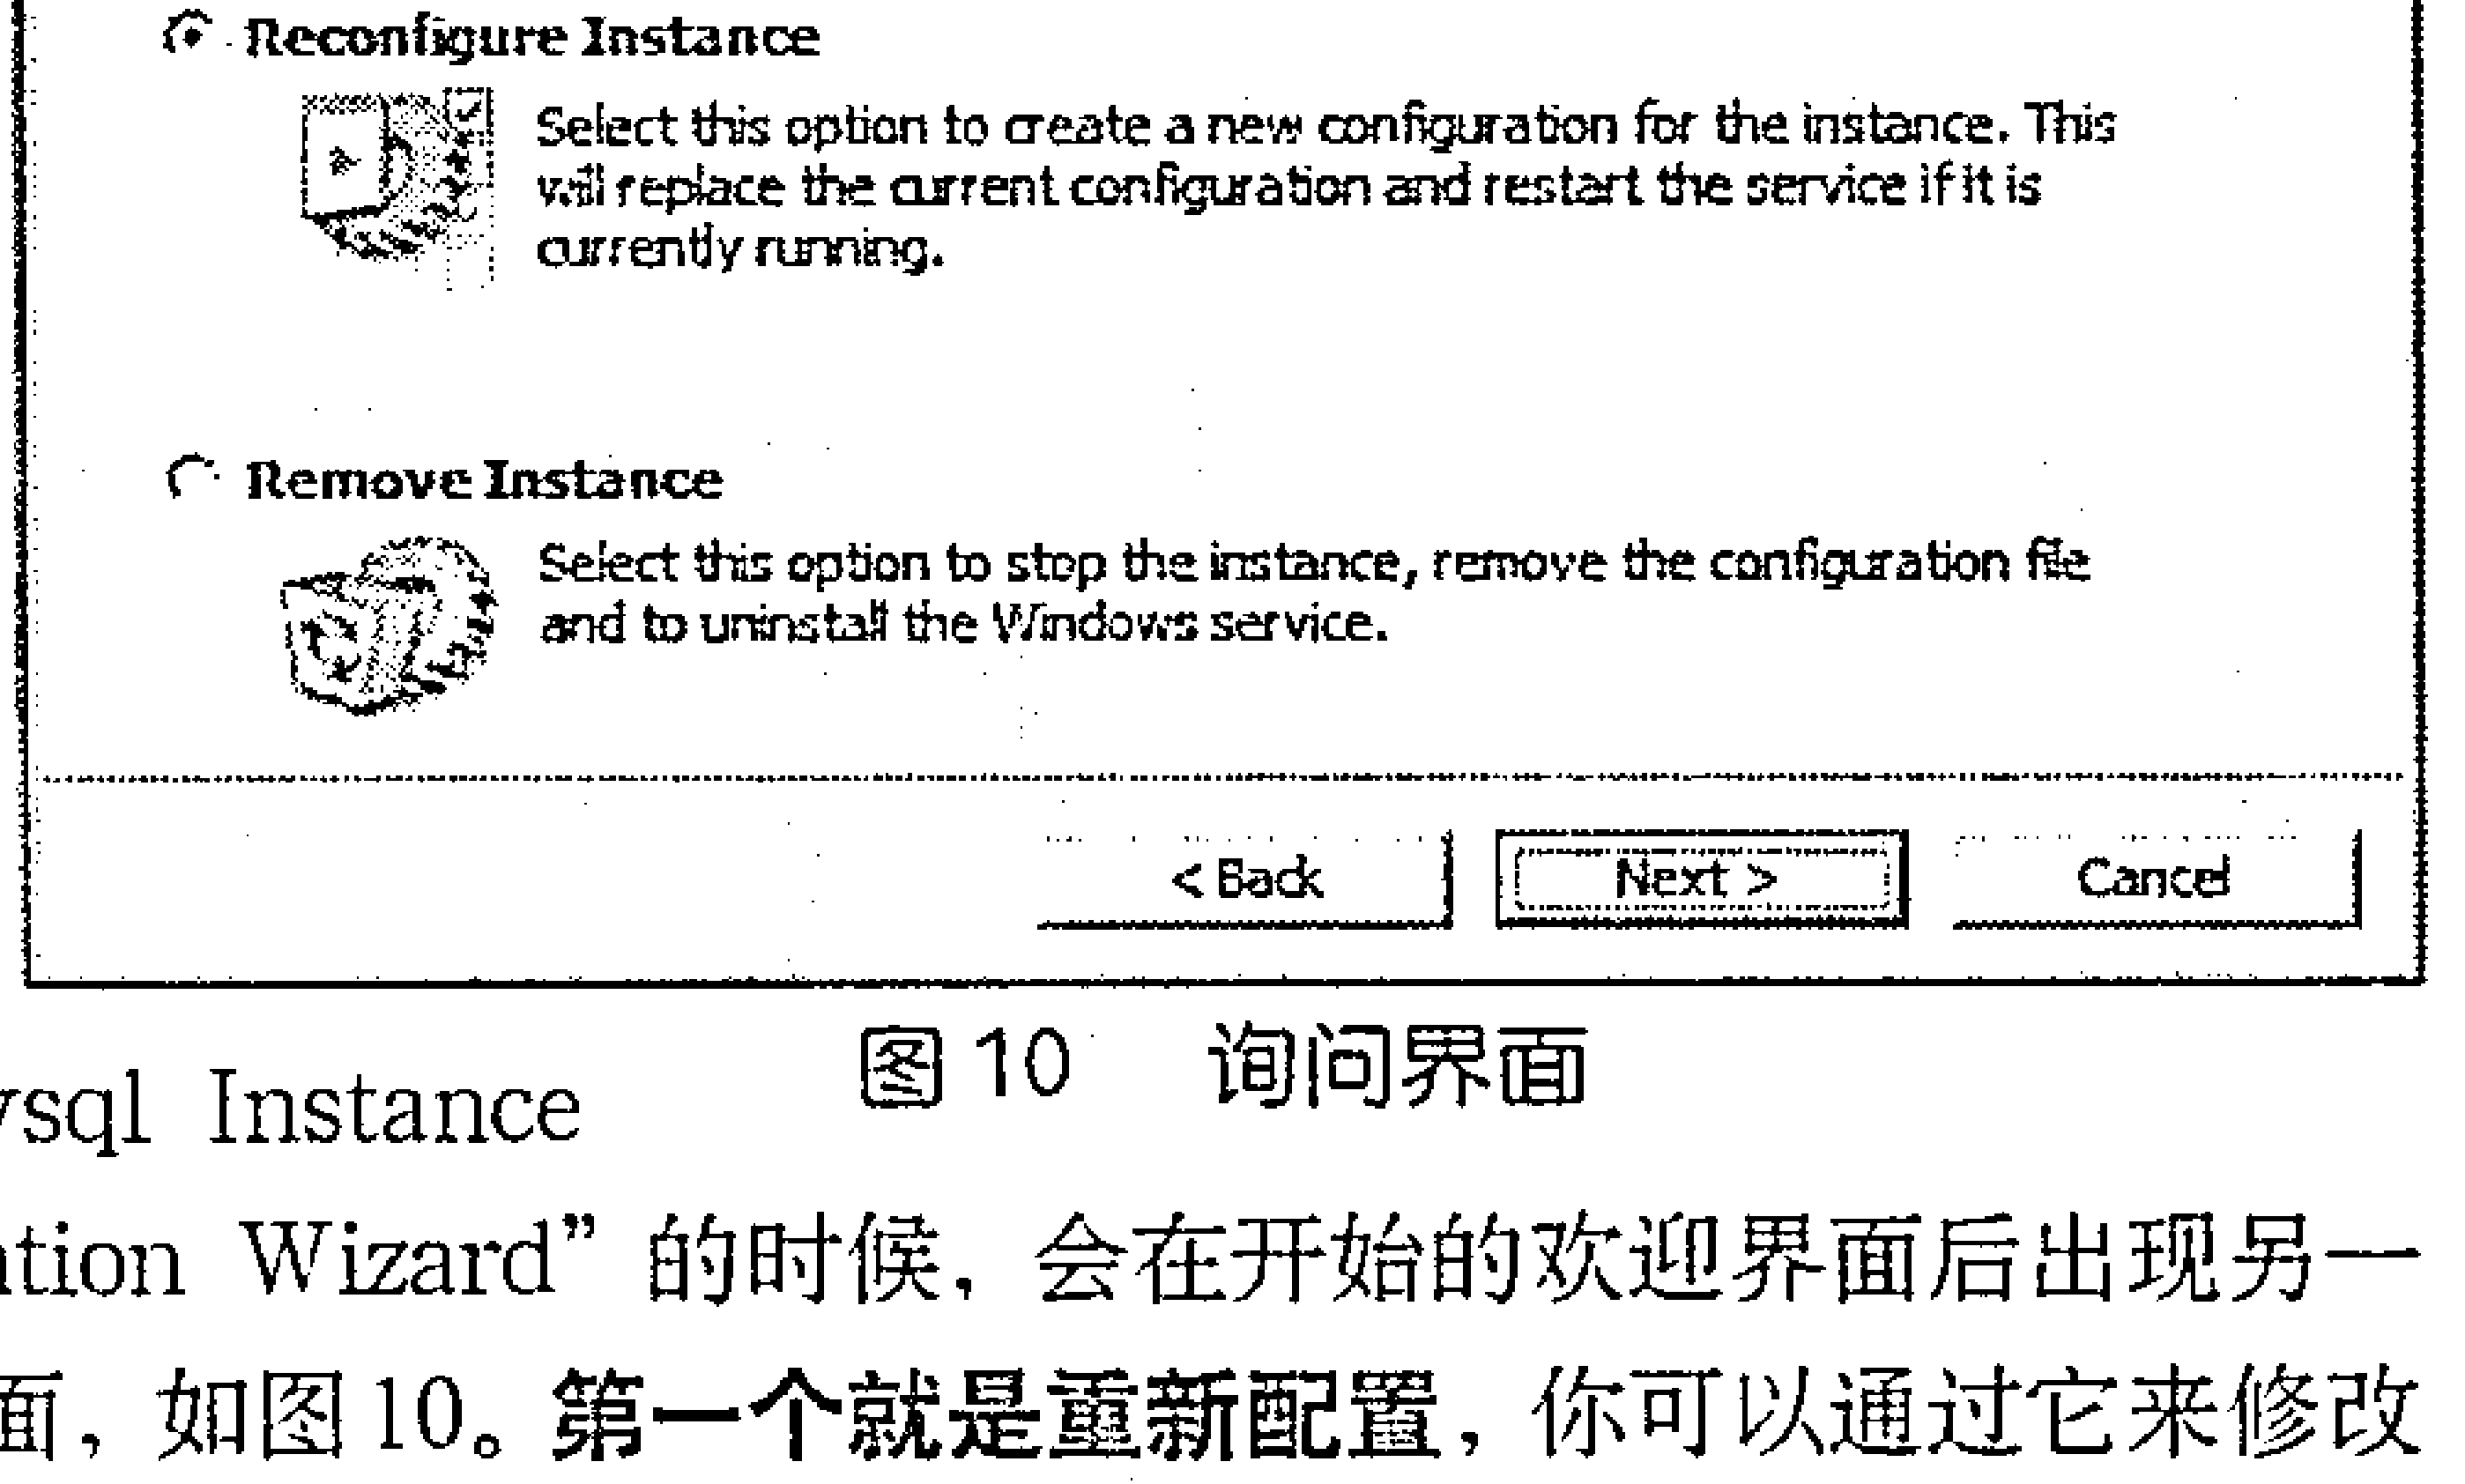 Reconfigure Instance
Select this option to create a new configuration for the instance. This
will replace the current configuration and restart the service if it is
currently running.
Remove Instance
Select this option to stop the instance, remove the configuration file
and to uninstall the Windows service.
< Back
Next >
Cancel
图10 询问界面
ysql Instance
ation Wizard”的时候，会在开始的欢迎界面后出现另一
面，如图10。第一个就是重新配置，你可以通过它来修改